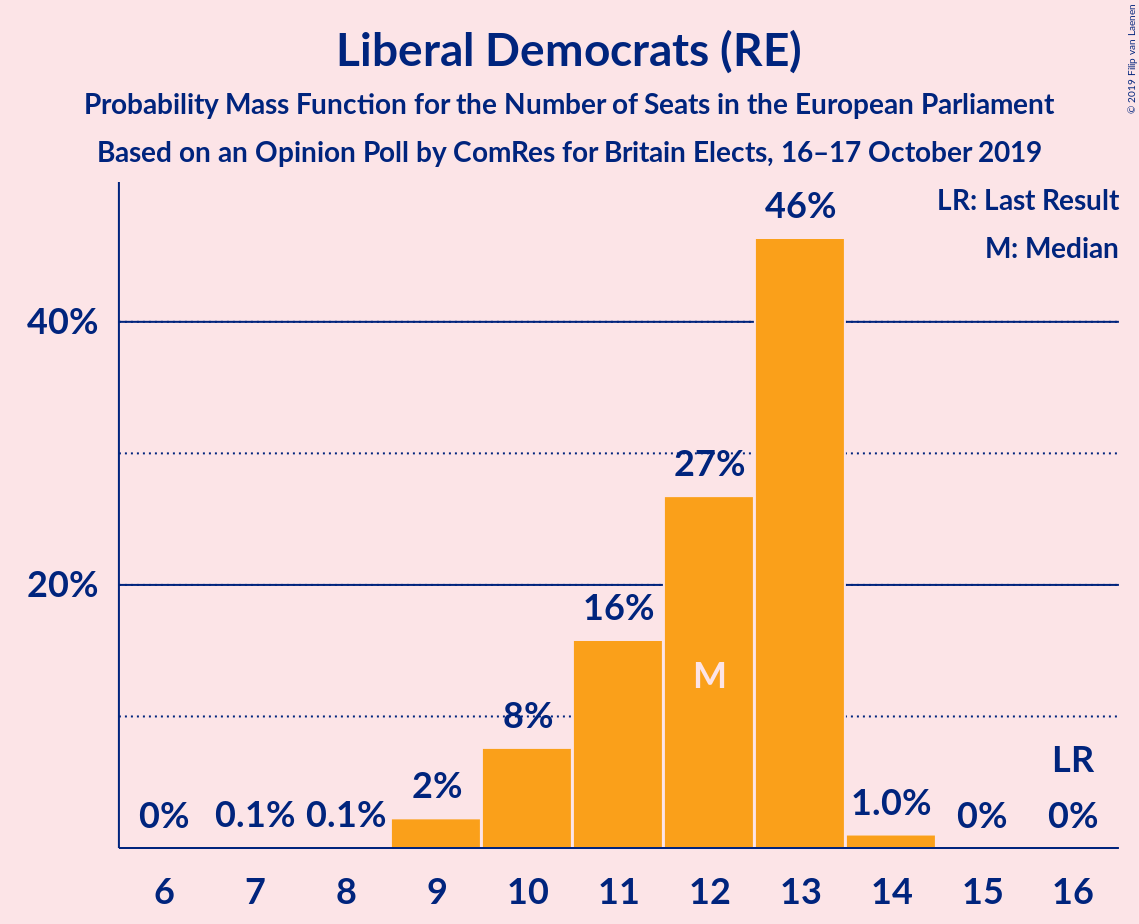 Liberal Democrats (RE)
Probability Mass Function for the Number of Seats in the European Parliament
Based on an Opinion Poll by ComRes for Britain Elects, 16–17 October 2019
© 2019 Filip van Laenen
LR: Last Result
M: Median
46%
40%
27%
20%
16%
M
8%
LR
2%
1.0%
0%
0.1%
0.1%
0%
0%
6 7 8 9 10 11 12 13 14 15 16